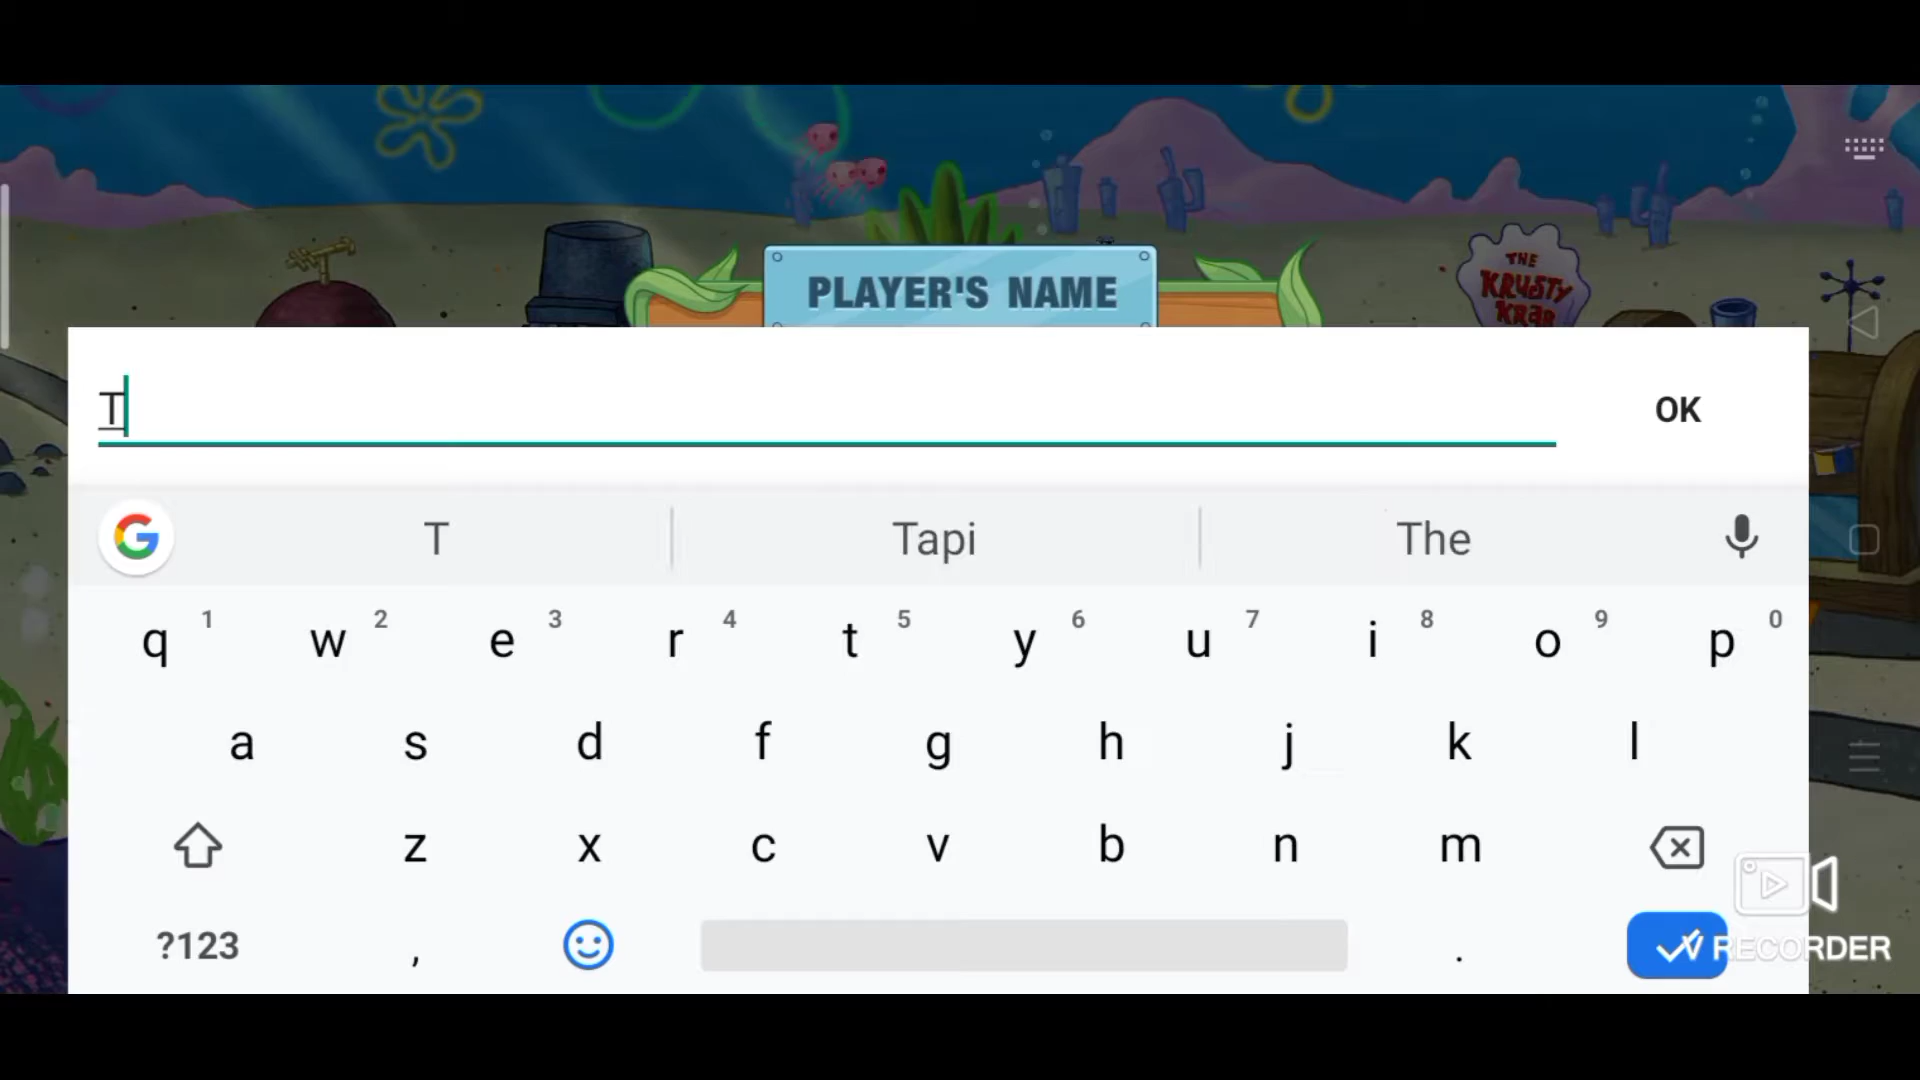 PLAYER'S NAME
THE
KRUSTY
KRAB
T
OK
T Tapi The
q 1 w 2 e 3 r 4 t 5 y 6 u 7 i 8 o 9 p 0
a s d f g h j k l
z x c v b n m
?123 , .
V RECORDER